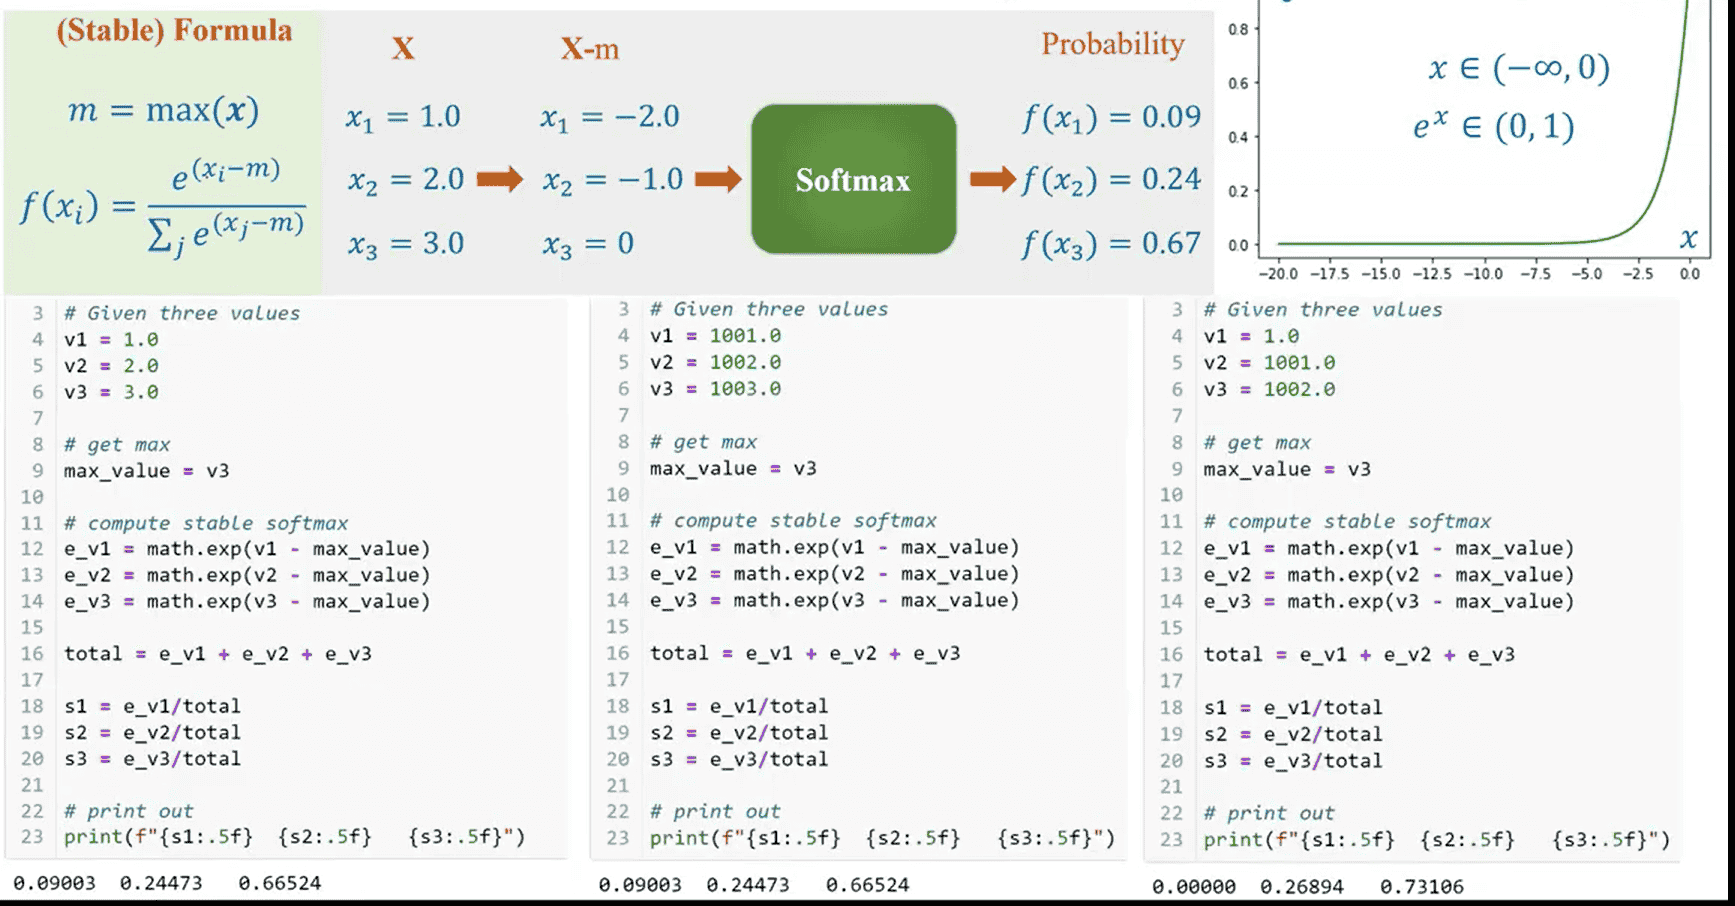 (Stable) Formula
m = max(x)
f(xᵢ) = e^(xᵢ−m) / ∑ⱼ e^(xⱼ−m)
X
x₁ = 1.0
x₂ = 2.0
x₃ = 3.0
X-m
x₁ = −2.0
x₂ = −1.0
x₃ = 0
Softmax
Probability
f(x₁) = 0.09
f(x₂) = 0.24
f(x₃) = 0.67
x ∈ (−∞, 0)
eˣ ∈ (0, 1)
0.8
0.6
0.4
0.2
0.0
x
−20.0 −17.5 −15.0 −12.5 −10.0 −7.5 −5.0 −2.5 0.0
3 # Given three values
4 v1 = 1.0
5 v2 = 2.0
6 v3 = 3.0
7
8 # get max
9 max_value = v3
10
11 # compute stable softmax
12 e_v1 = math.exp(v1 - max_value)
13 e_v2 = math.exp(v2 - max_value)
14 e_v3 = math.exp(v3 - max_value)
15
16 total = e_v1 + e_v2 + e_v3
17
18 s1 = e_v1/total
19 s2 = e_v2/total
20 s3 = e_v3/total
21
22 # print out
23 print(f"{s1:.5f}  {s2:.5f}   {s3:.5f}")
0.09003  0.24473   0.66524
3 # Given three values
4 v1 = 1001.0
5 v2 = 1002.0
6 v3 = 1003.0
7
8 # get max
9 max_value = v3
10
11 # compute stable softmax
12 e_v1 = math.exp(v1 - max_value)
13 e_v2 = math.exp(v2 - max_value)
14 e_v3 = math.exp(v3 - max_value)
15
16 total = e_v1 + e_v2 + e_v3
17
18 s1 = e_v1/total
19 s2 = e_v2/total
20 s3 = e_v3/total
21
22 # print out
23 print(f"{s1:.5f}  {s2:.5f}   {s3:.5f}")
0.09003  0.24473   0.66524
3 # Given three values
4 v1 = 1.0
5 v2 = 1001.0
6 v3 = 1002.0
7
8 # get max
9 max_value = v3
10
11 # compute stable softmax
12 e_v1 = math.exp(v1 - max_value)
13 e_v2 = math.exp(v2 - max_value)
14 e_v3 = math.exp(v3 - max_value)
15
16 total = e_v1 + e_v2 + e_v3
17
18 s1 = e_v1/total
19 s2 = e_v2/total
20 s3 = e_v3/total
21
22 # print out
23 print(f"{s1:.5f}  {s2:.5f}   {s3:.5f}")
0.00000  0.26894   0.73106